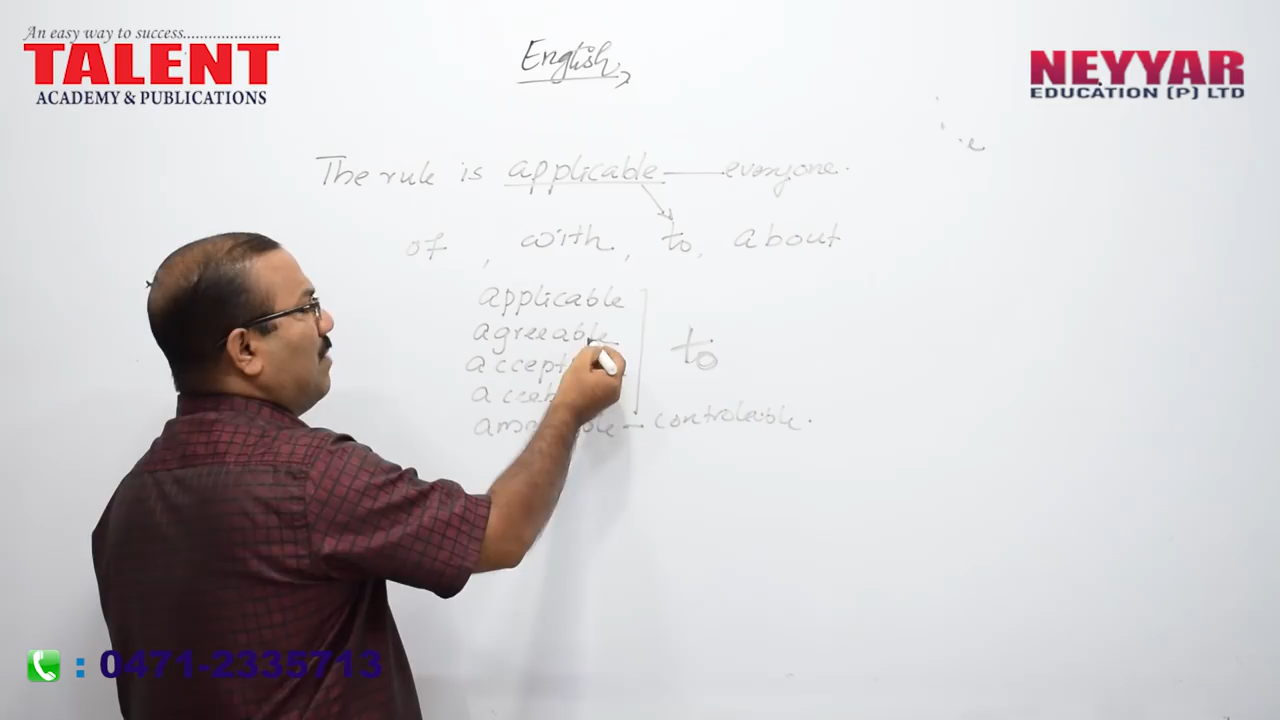 An easy way to success......................
TALENT
ACADEMY & PUBLICATIONS
NEYYAR
EDUCATION (P) LTD
English
The rule is applicable —— everyone.
of , with, to, about
applicable
agreeable
to
– controleable.
: 0471-2335713